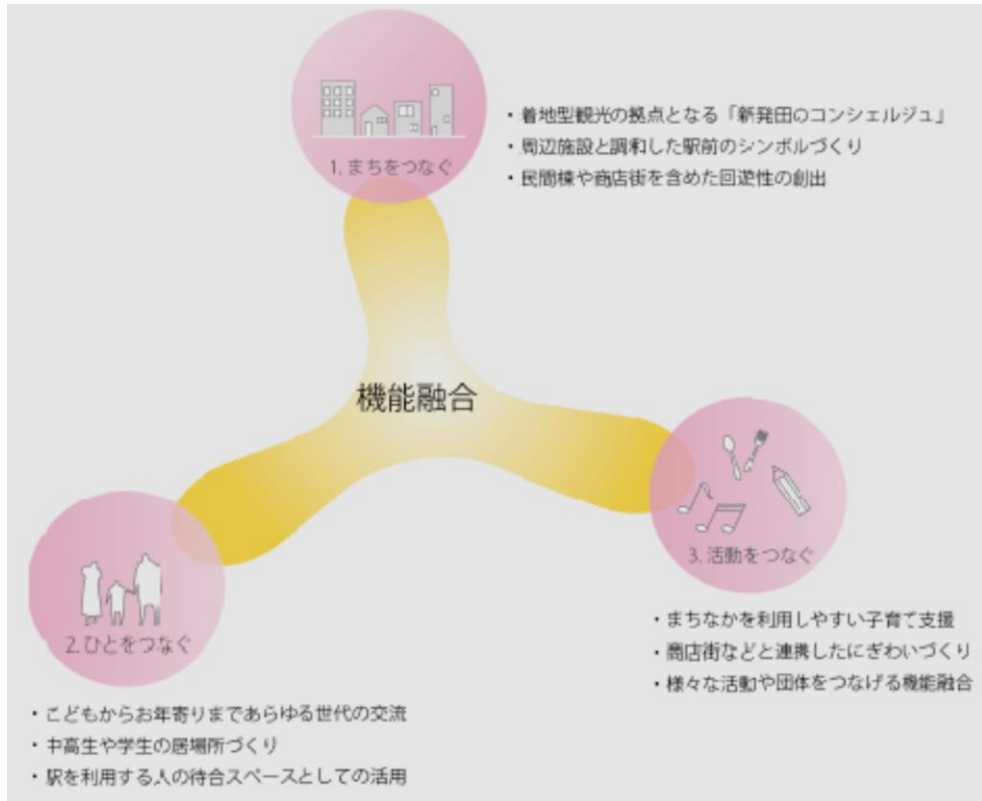 1. まちをつなぐ
・着地型観光の拠点となる「新発田のコンシェルジュ」
・周辺施設と調和した駅前のシンボルづくり
・民間棟や商店街を含めた回遊性の創出
機能融合
2. ひとをつなぐ
・こどもからお年寄りまであらゆる世代の交流
・中高生や学生の居場所づくり
・駅を利用する人の待合スペースとしての活用
3. 活動をつなぐ
・まちなかを利用しやすい子育て支援
・商店街などと連携したにぎわいづくり
・様々な活動や団体をつなげる機能融合